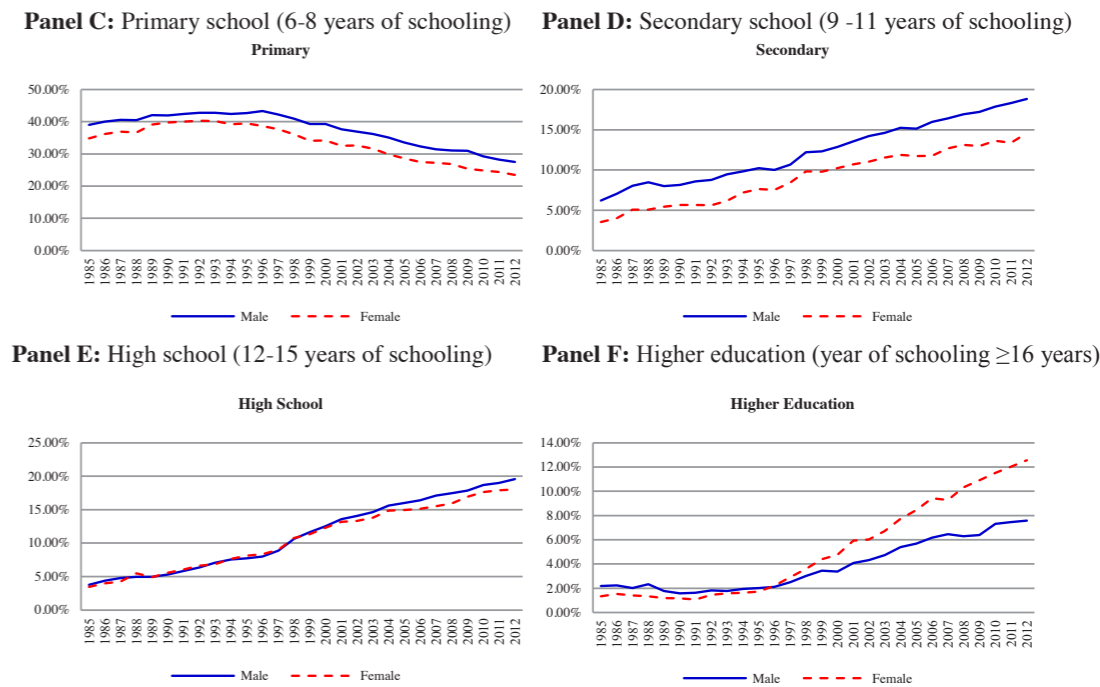 Panel C: Primary school (6-8 years of schooling)
Primary
50.00%
40.00%
30.00%
20.00%
10.00%
0.00%
1985 1986 1987 1988 1989 1990 1991 1992 1993 1994 1995 1996 1997 1998 1999 2000 2001 2002 2003 2004 2005 2006 2007 2008 2009 2010 2011 2012
Male Female
Panel D: Secondary school (9 -11 years of schooling)
Secondary
20.00%
15.00%
10.00%
5.00%
0.00%
1985 1986 1987 1988 1989 1990 1991 1992 1993 1994 1995 1996 1997 1998 1999 2000 2001 2002 2003 2004 2005 2006 2007 2008 2009 2010 2011 2012
Male Female
Panel E: High school (12-15 years of schooling)
High School
25.00%
20.00%
15.00%
10.00%
5.00%
0.00%
1985 1986 1987 1988 1989 1990 1991 1992 1993 1994 1995 1996 1997 1998 1999 2000 2001 2002 2003 2004 2005 2006 2007 2008 2009 2010 2011 2012
Male Female
Panel F: Higher education (year of schooling ≥16 years)
Higher Education
14.00%
12.00%
10.00%
8.00%
6.00%
4.00%
2.00%
0.00%
1985 1986 1987 1988 1989 1990 1991 1992 1993 1994 1995 1996 1997 1998 1999 2000 2001 2002 2003 2004 2005 2006 2007 2008 2009 2010 2011 2012
Male Female